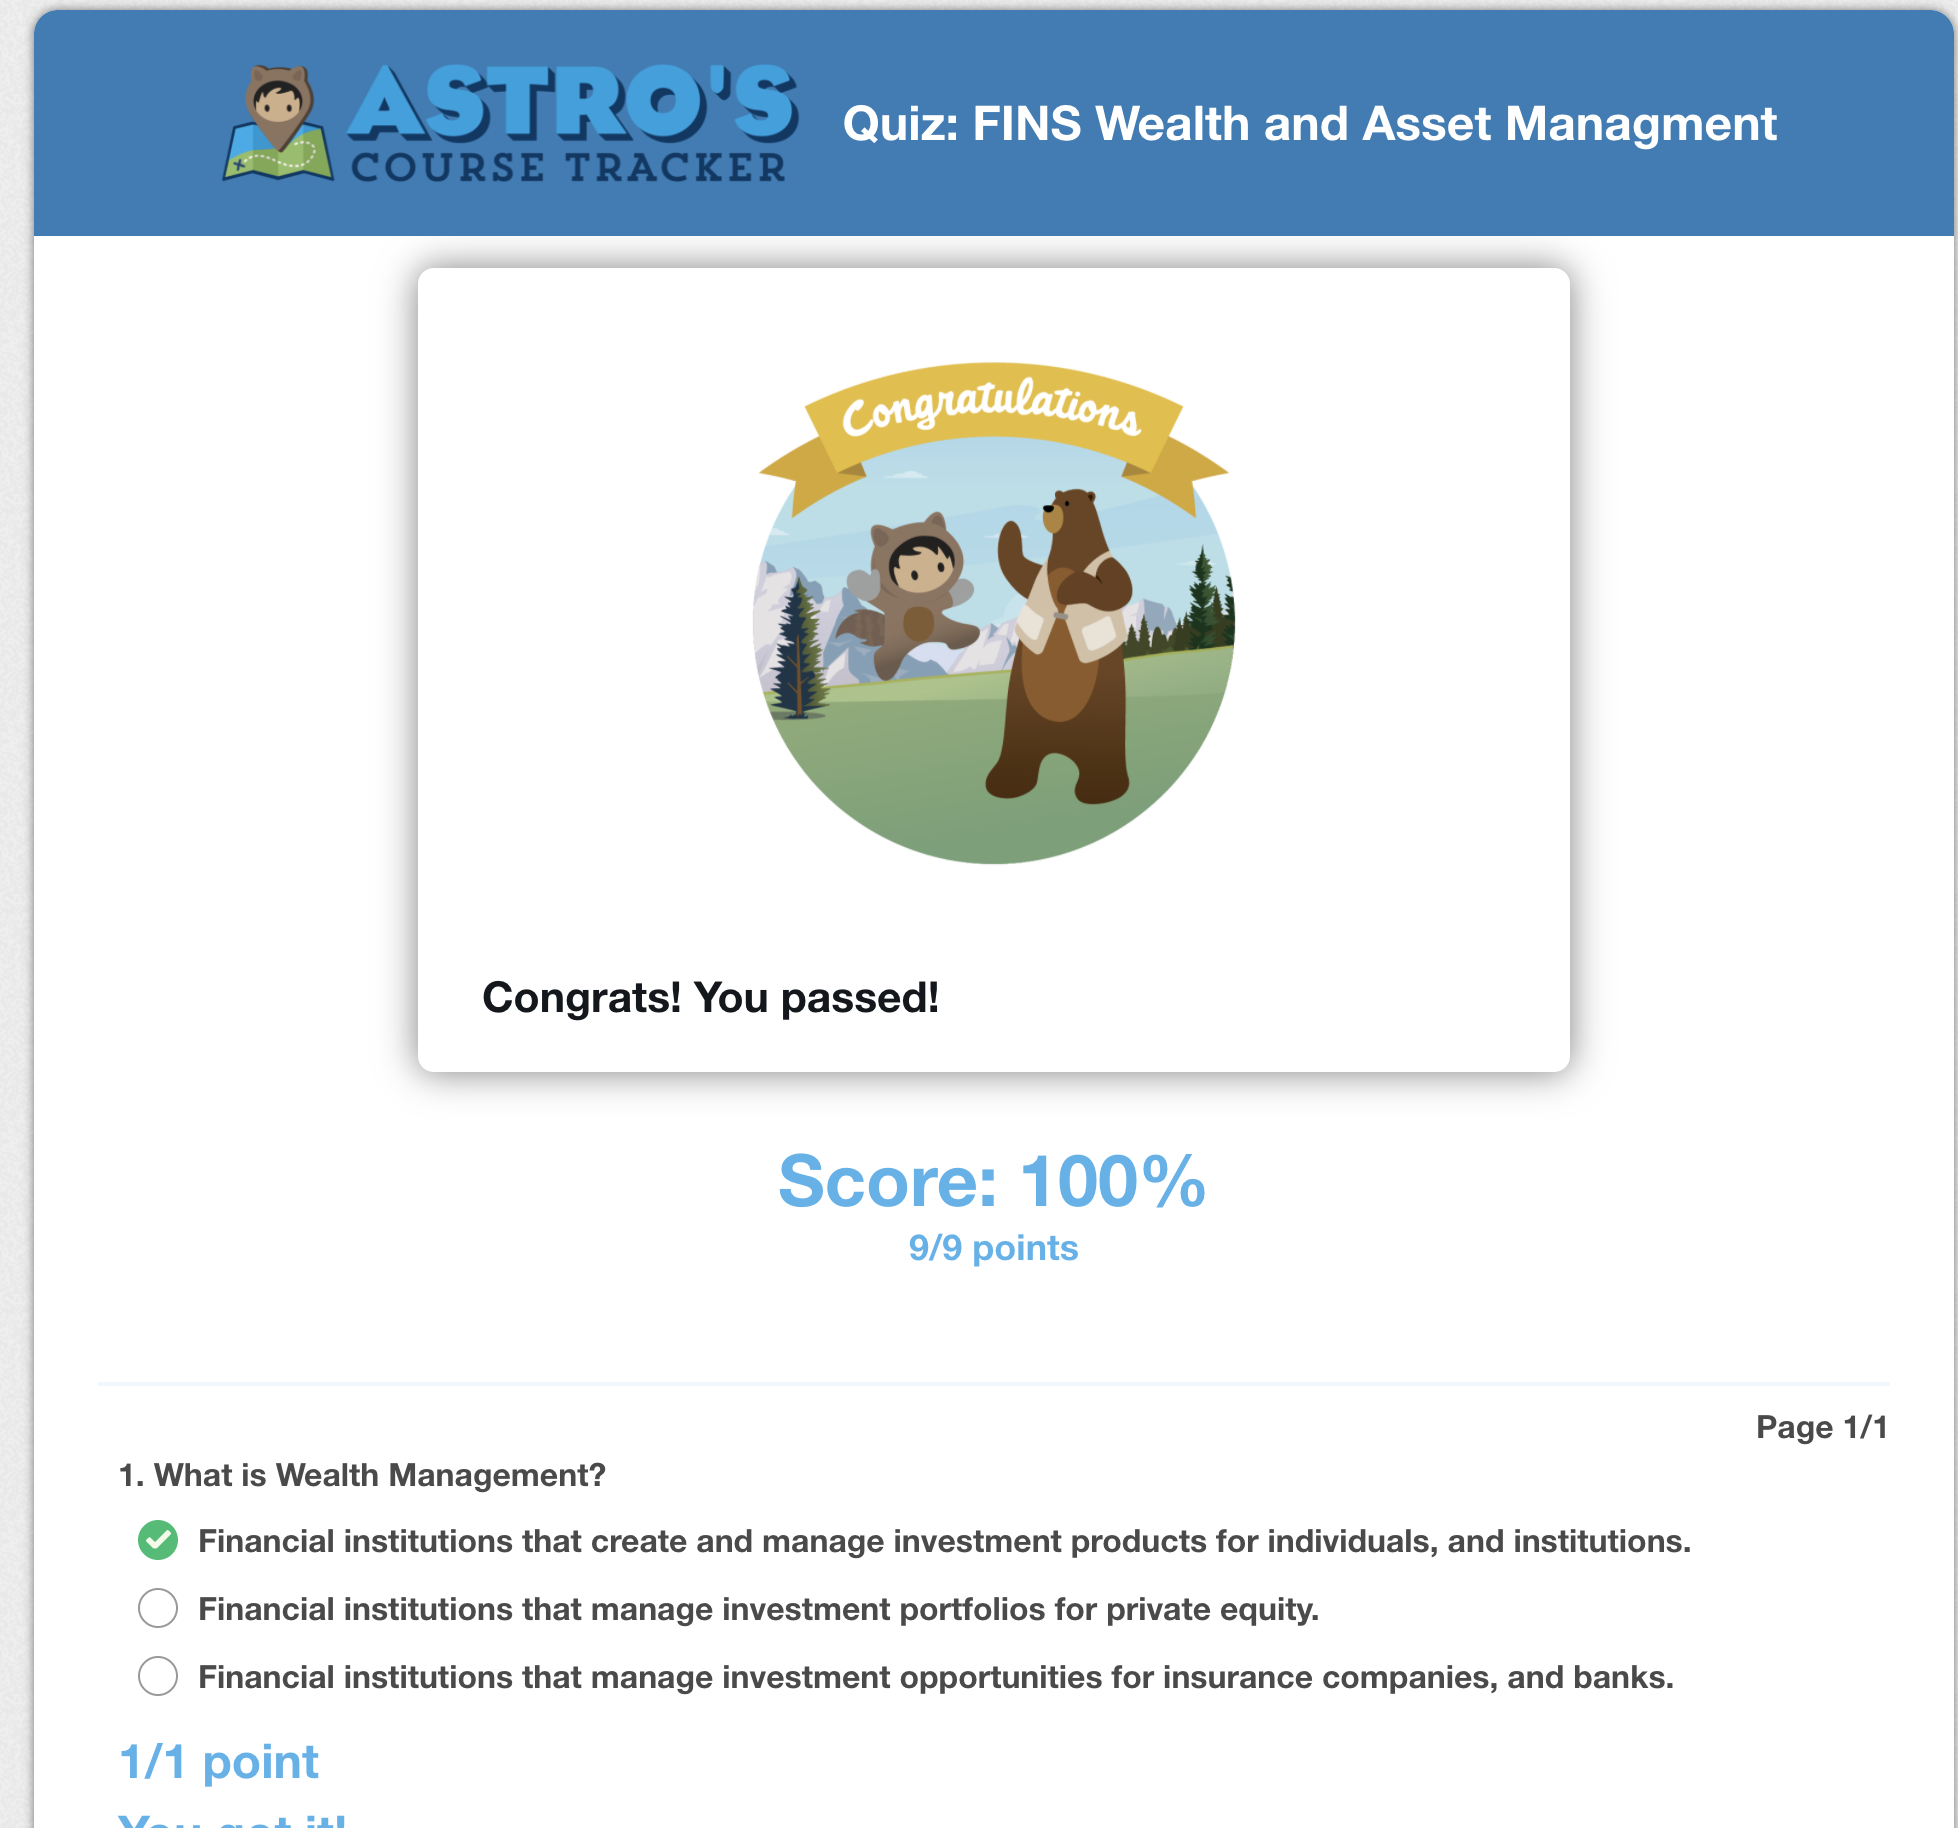 ASTRO'S
COURSE TRACKER
Quiz: FINS Wealth and Asset Managment
Congratulations
Congrats! You passed!
Score: 100%
9/9 points
Page 1/1
1. What is Wealth Management?
Financial institutions that create and manage investment products for individuals, and institutions.
Financial institutions that manage investment portfolios for private equity.
Financial institutions that manage investment opportunities for insurance companies, and banks.
1/1 point
You got it!